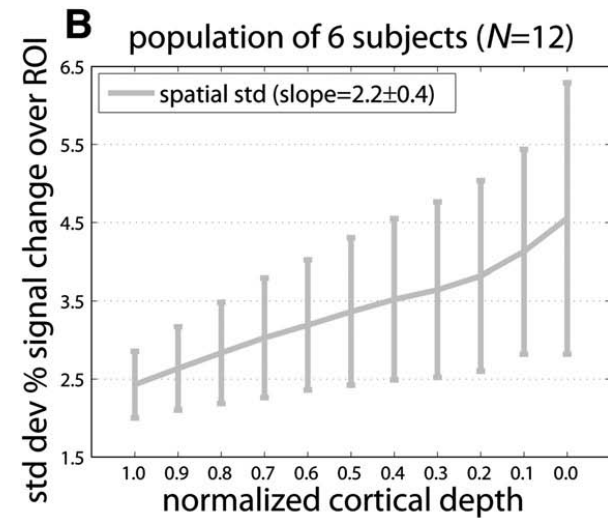 B
population of 6 subjects (N=12)
std dev % signal change over ROI
6.5
5.5
4.5
3.5
2.5
1.5
spatial std (slope=2.2±0.4)
1.0 0.9 0.8 0.7 0.6 0.5 0.4 0.3 0.2 0.1 0.0
normalized cortical depth